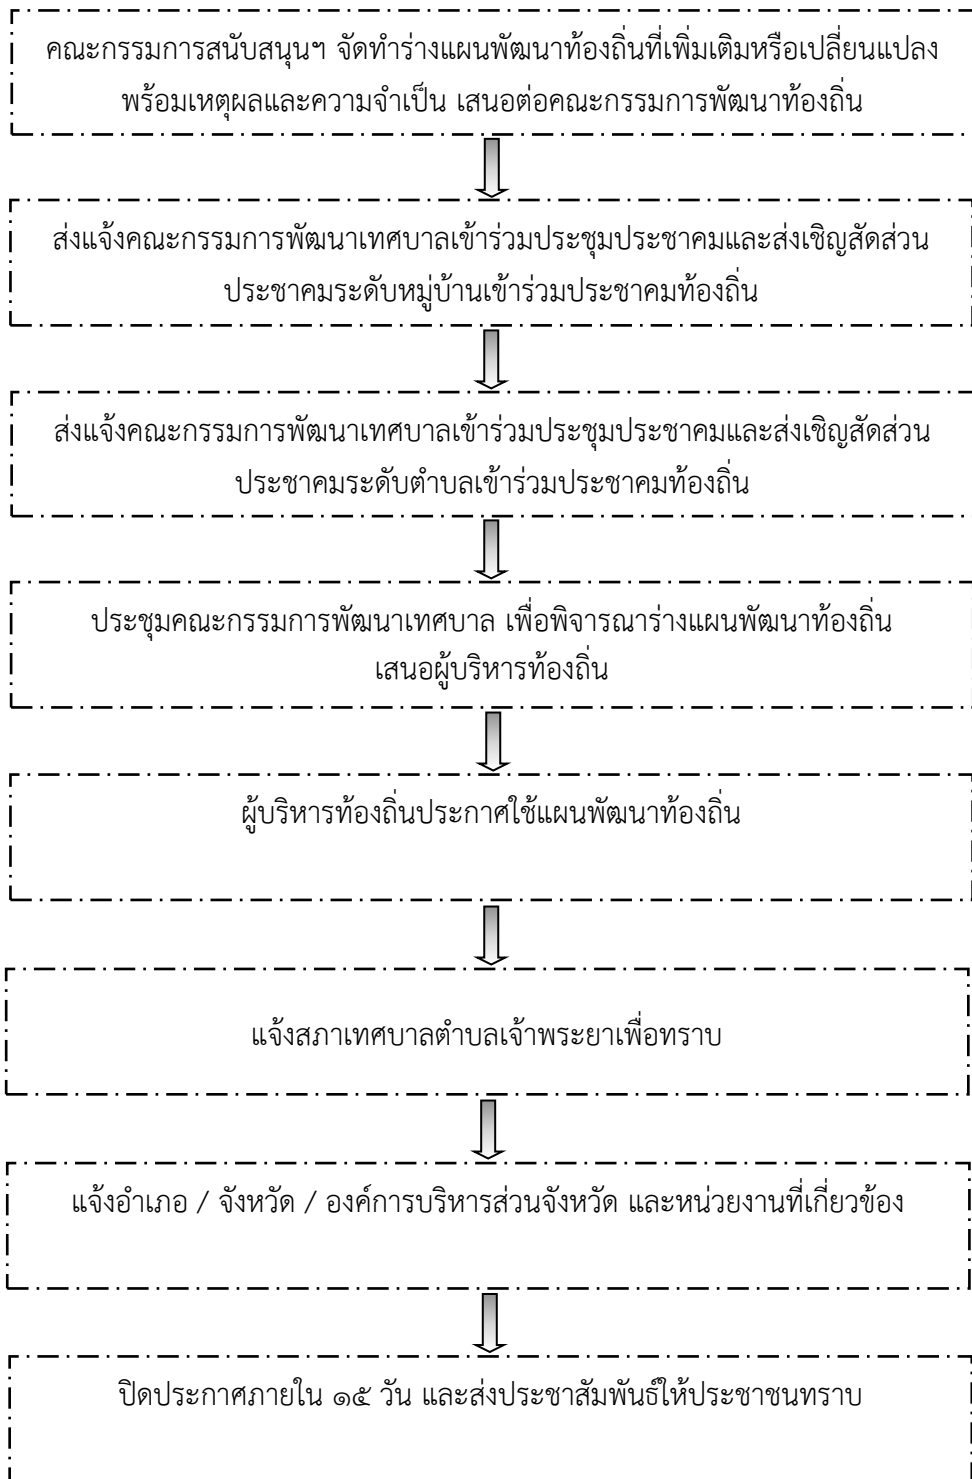 คณะกรรมการสนับสนุนฯ จัดทำร่างแผนพัฒนาท้องถิ่นที่เพิ่มเติมหรือเปลี่ยนแปลง
พร้อมเหตุผลและความจำเป็น เสนอต่อคณะกรรมการพัฒนาท้องถิ่น
ส่งแจ้งคณะกรรมการพัฒนาเทศบาลเข้าร่วมประชุมประชาคมและส่งเชิญสัดส่วน
ประชาคมระดับหมู่บ้านเข้าร่วมประชาคมท้องถิ่น
ส่งแจ้งคณะกรรมการพัฒนาเทศบาลเข้าร่วมประชุมประชาคมและส่งเชิญสัดส่วน
ประชาคมระดับตำบลเข้าร่วมประชาคมท้องถิ่น
ประชุมคณะกรรมการพัฒนาเทศบาล เพื่อพิจารณาร่างแผนพัฒนาท้องถิ่น
เสนอผู้บริหารท้องถิ่น
ผู้บริหารท้องถิ่นประกาศใช้แผนพัฒนาท้องถิ่น
แจ้งสภาเทศบาลตำบลเจ้าพระยาเพื่อทราบ
แจ้งอำเภอ / จังหวัด / องค์การบริหารส่วนจังหวัด และหน่วยงานที่เกี่ยวข้อง
ปิดประกาศภายใน ๑๕ วัน และส่งประชาสัมพันธ์ให้ประชาชนทราบ